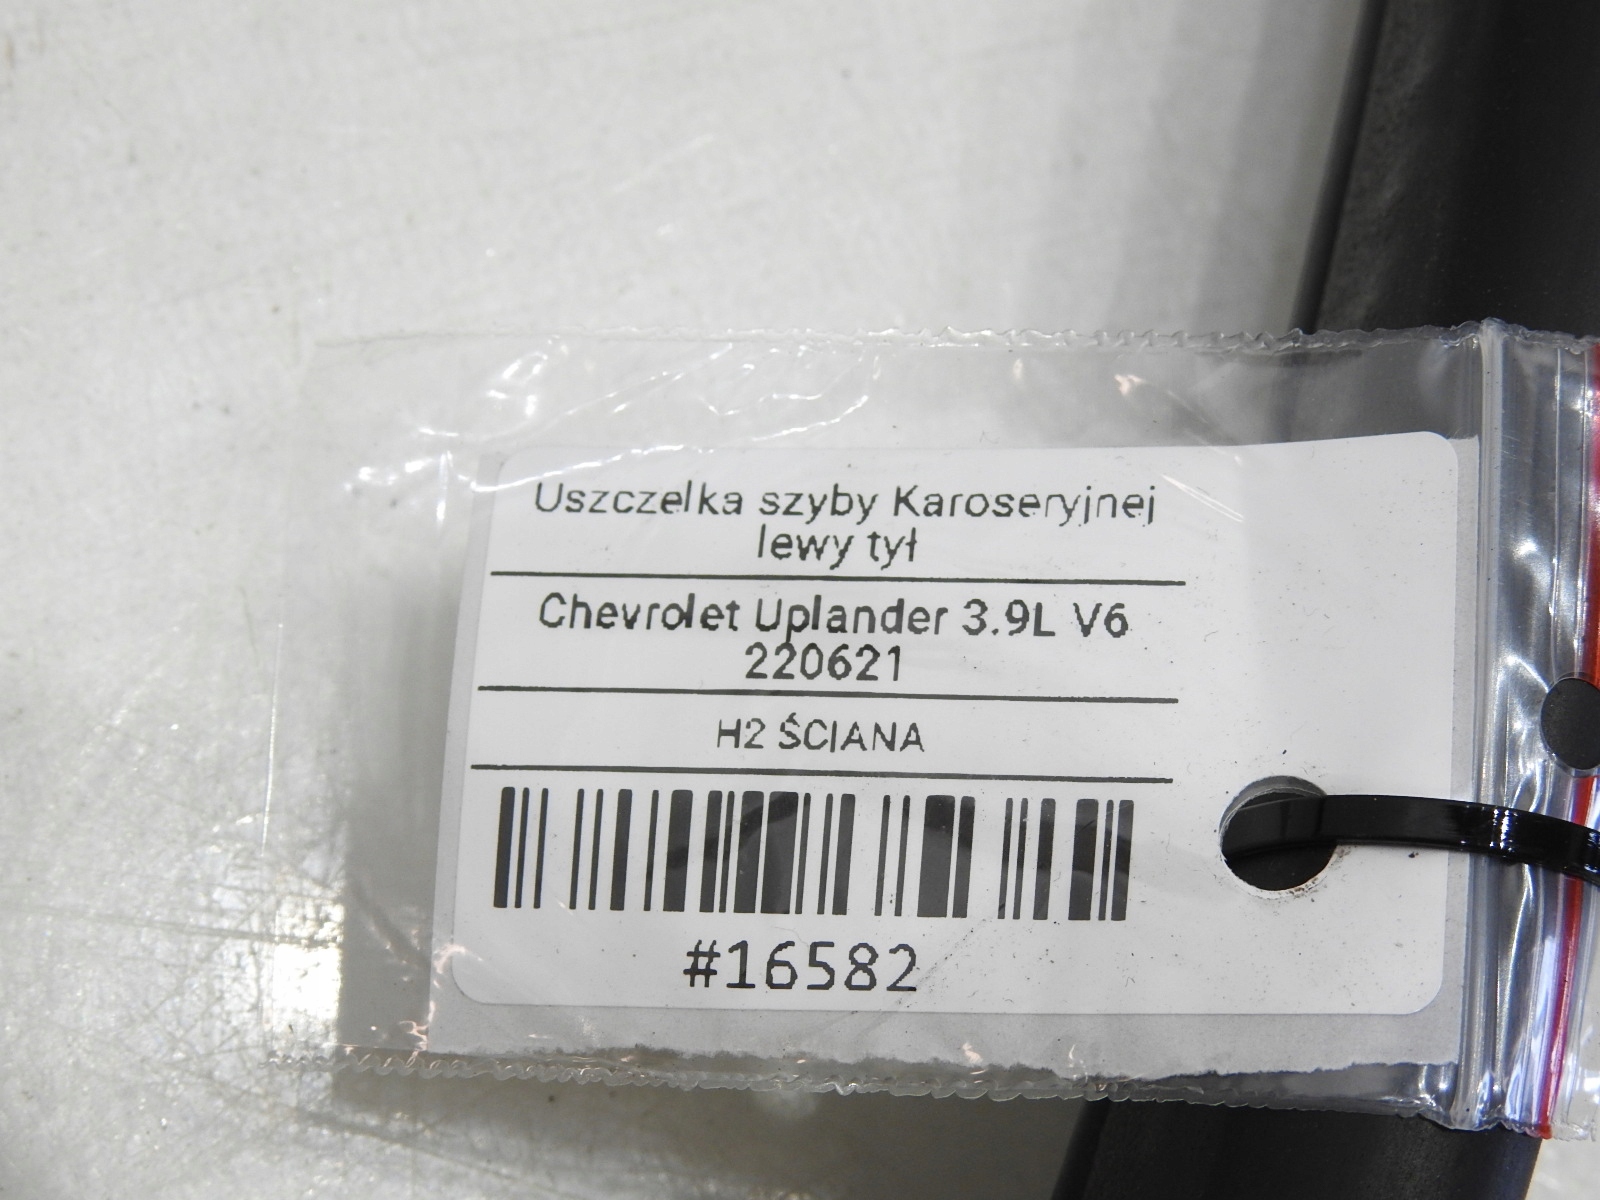 Uszczelka szyby Karoseryjnej
lewy tył
Chevrolet Uplander 3.9L V6
220621
H2 ŚCIANA
#16582